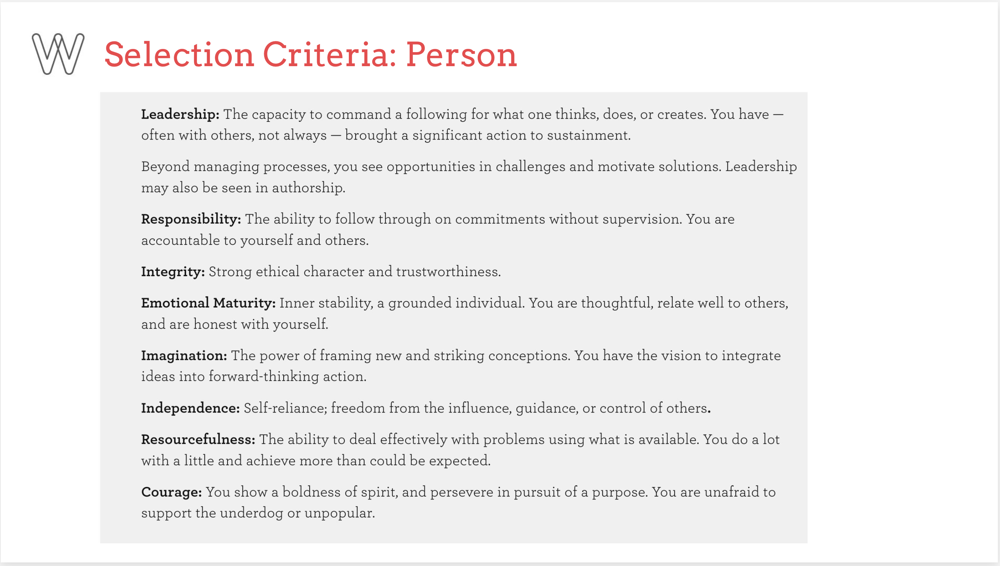 W
Selection Criteria: Person
Leadership: The capacity to command a following for what one thinks, does, or creates. You have —
often with others, not always — brought a significant action to sustainment.
Beyond managing processes, you see opportunities in challenges and motivate solutions. Leadership
may also be seen in authorship.
Responsibility: The ability to follow through on commitments without supervision. You are
accountable to yourself and others.
Integrity: Strong ethical character and trustworthiness.
Emotional Maturity: Inner stability, a grounded individual. You are thoughtful, relate well to others,
and are honest with yourself.
Imagination: The power of framing new and striking conceptions. You have the vision to integrate
ideas into forward-thinking action.
Independence: Self-reliance; freedom from the influence, guidance, or control of others.
Resourcefulness: The ability to deal effectively with problems using what is available. You do a lot
with a little and achieve more than could be expected.
Courage: You show a boldness of spirit, and persevere in pursuit of a purpose. You are unafraid to
support the underdog or unpopular.